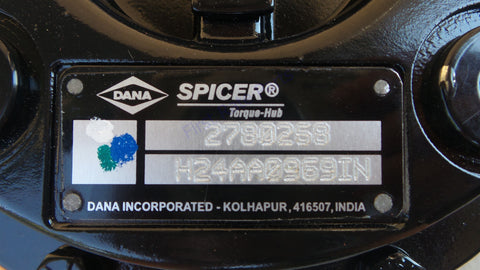 DANA
SPICER®
Torque-Hub
2780258
H24AA0969IN
DANA INCORPORATED - KOLHAPUR, 416507, INDIA